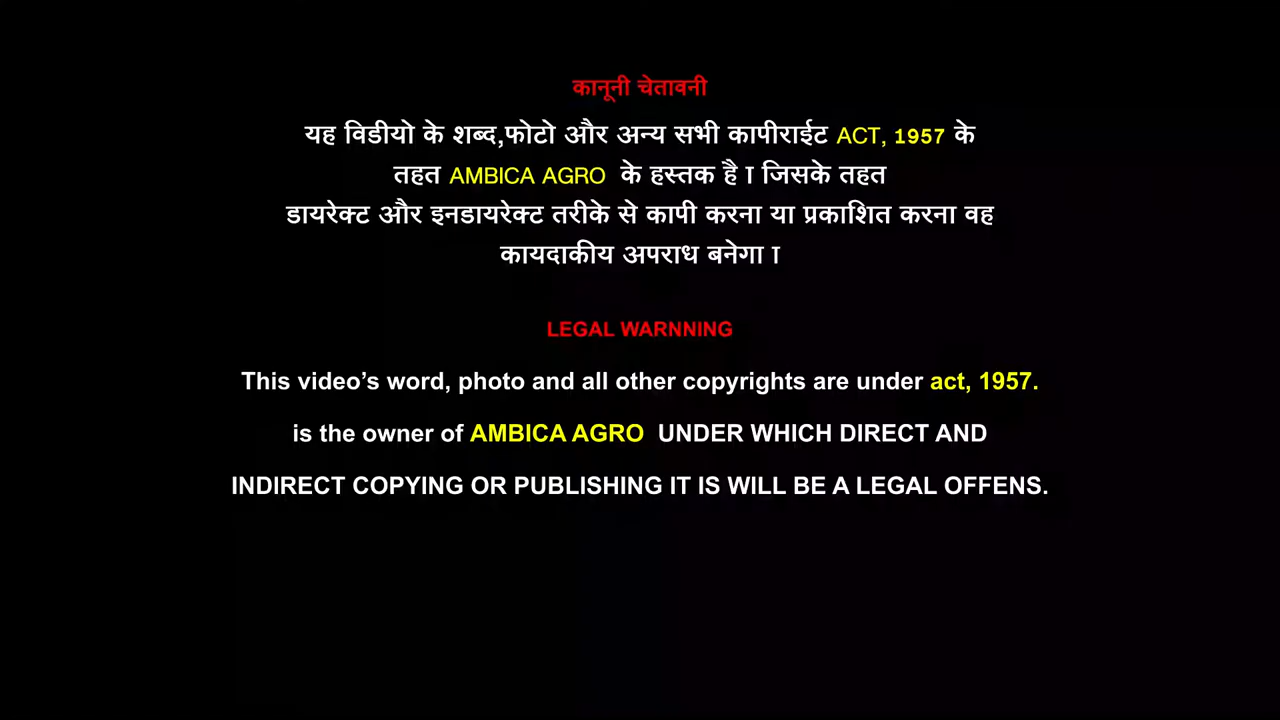 कानूनी चेतावनी
यह विडीयो के शब्द,फोटो और अन्य सभी कापीराईट ACT, 1957 के
तहत AMBICA AGRO के हस्तक है । जिसके तहत
डायरेक्ट और इनडायरेक्ट तरीके से कापी करना या प्रकाशित करना वह
कायदाकीय अपराध बनेगा ।
LEGAL WARNNING
This video’s word, photo and all other copyrights are under act, 1957.
is the owner of AMBICA AGRO UNDER WHICH DIRECT AND
INDIRECT COPYING OR PUBLISHING IT IS WILL BE A LEGAL OFFENS.